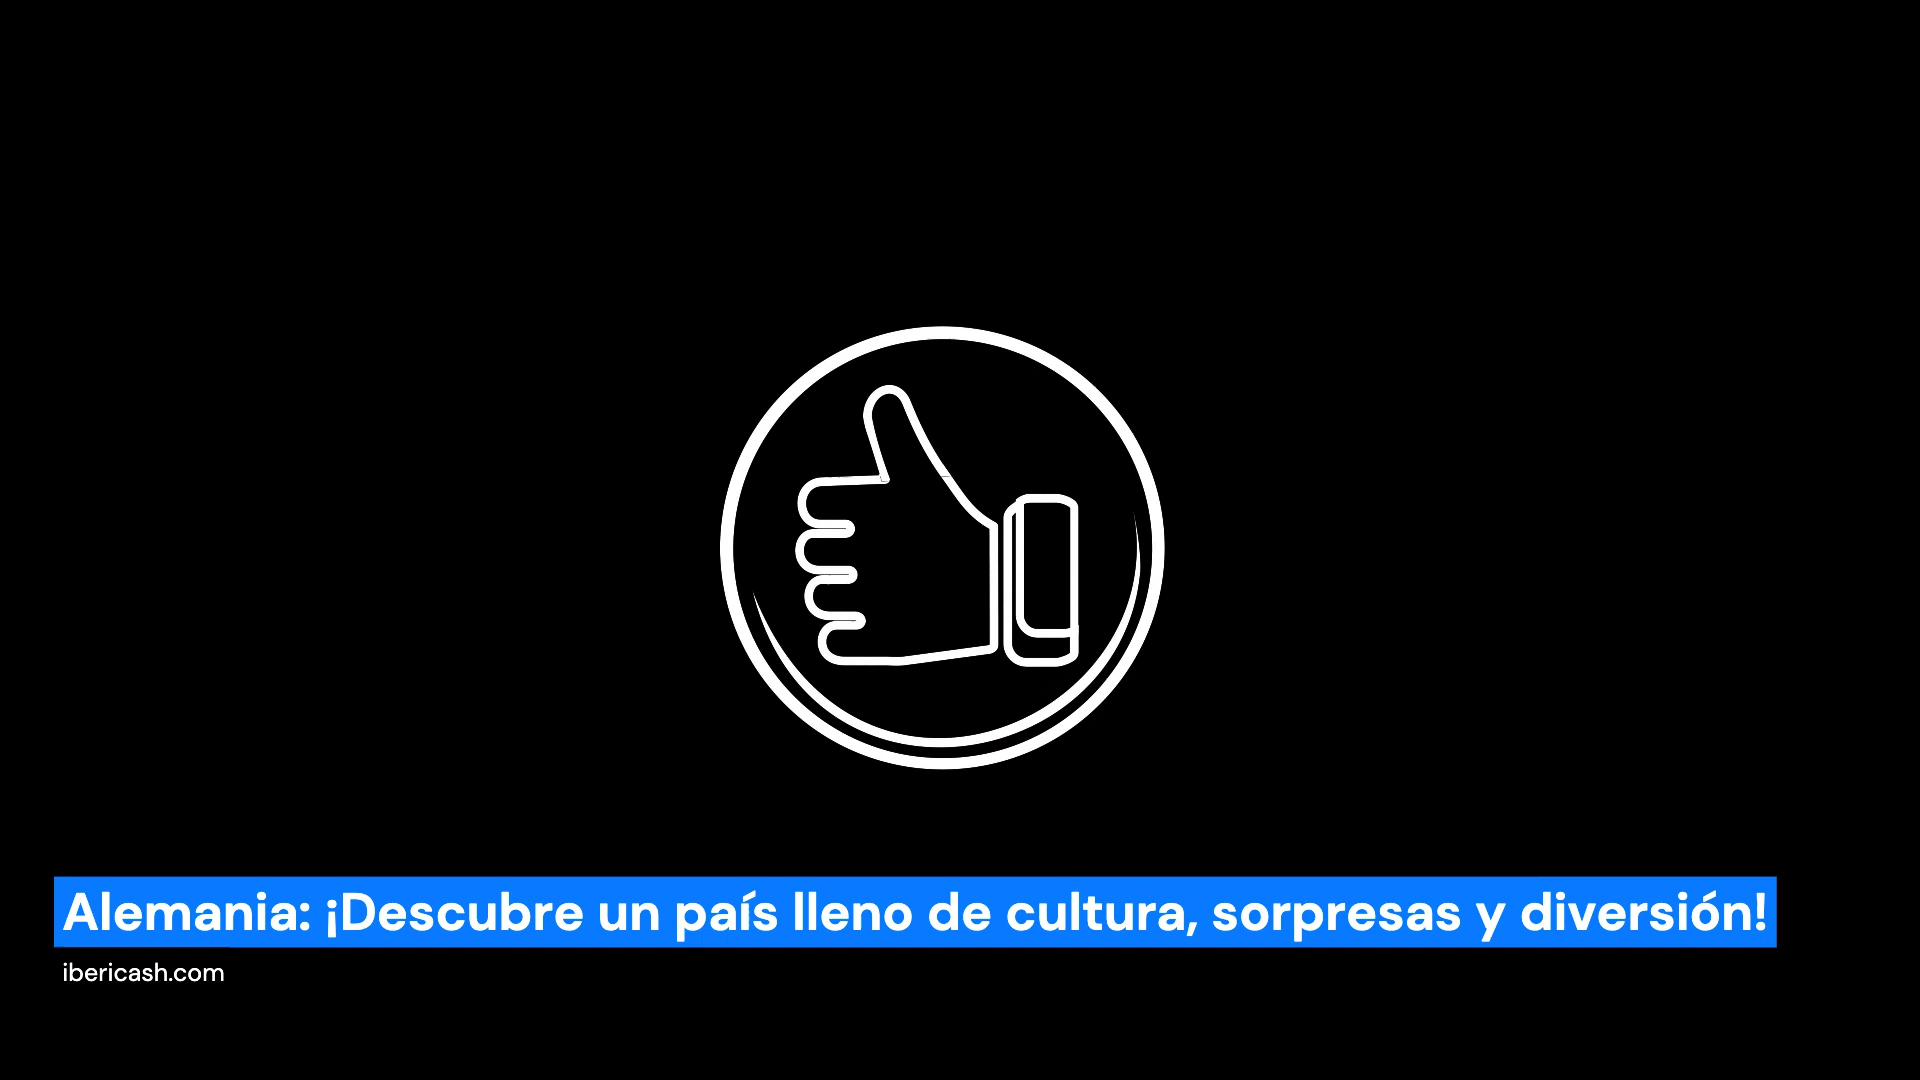 Alemania: ¡Descubre un país lleno de cultura, sorpresas y diversión!
ibericash.com